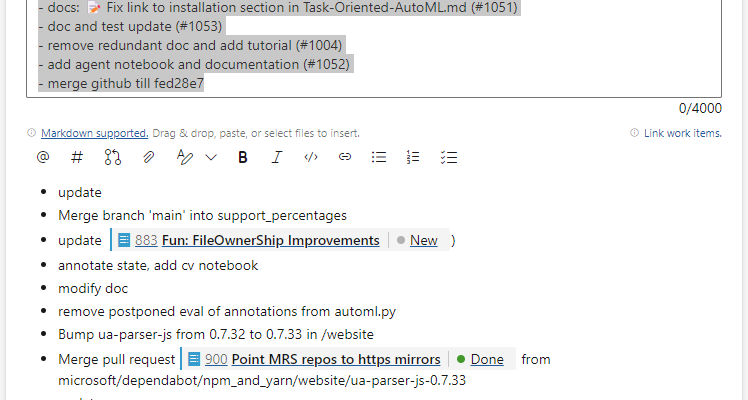 - docs: 📝 Fix link to installation section in Task-Oriented-AutoML.md (#1051)
- doc and test update (#1053)
- remove redundant doc and add tutorial (#1004)
- add agent notebook and documentation (#1052)
- merge github till fed28e7
0/4000
Markdown supported. Drag & drop, paste, or select files to insert. Link work items.
@ # B I </>
• update
• Merge branch 'main' into support_percentages
• update 883 Fun: FileOwnerShip Improvements New )
• annotate state, add cv notebook
• modify doc
• remove postponed eval of annotations from automl.py
• Bump ua-parser-js from 0.7.32 to 0.7.33 in /website
• Merge pull request 900 Point MRS repos to https mirrors Done from
microsoft/dependabot/npm_and_yarn/website/ua-parser-js-0.7.33